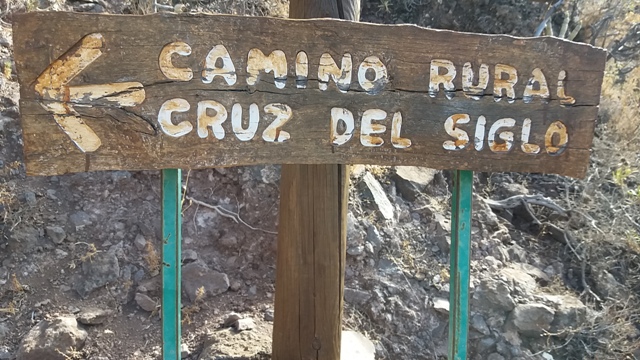 CAMINO RURAL
CRUZ DEL SIGLO